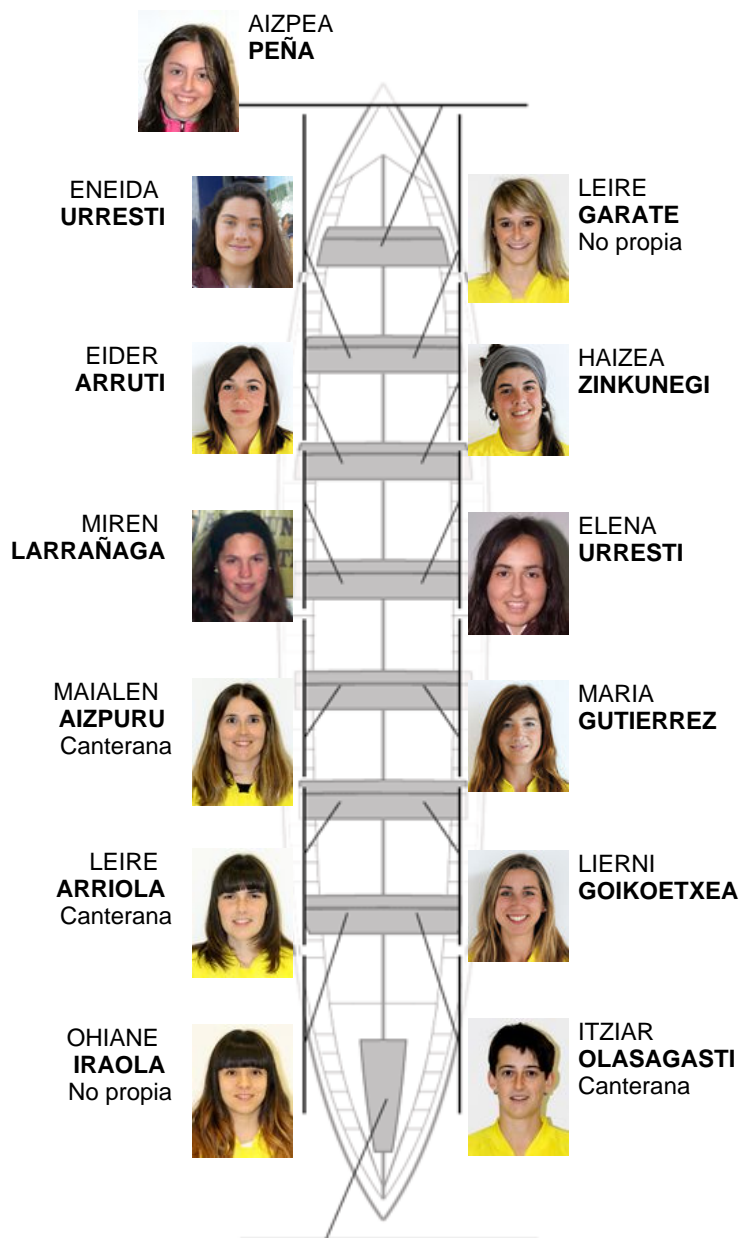 AIZPEA
PEÑA
ENEIDA
URRESTI
LEIRE
GARATE
No propia
EIDER
ARRUTI
HAIZEA
ZINKUNEGI
MIREN
LARRAÑAGA
ELENA
URRESTI
MAIALEN
AIZPURU
Canterana
MARIA
GUTIERREZ
LEIRE
ARRIOLA
Canterana
LIERNI
GOIKOETXEA
OHIANE
IRAOLA
No propia
ITZIAR
OLASAGASTI
Canterana